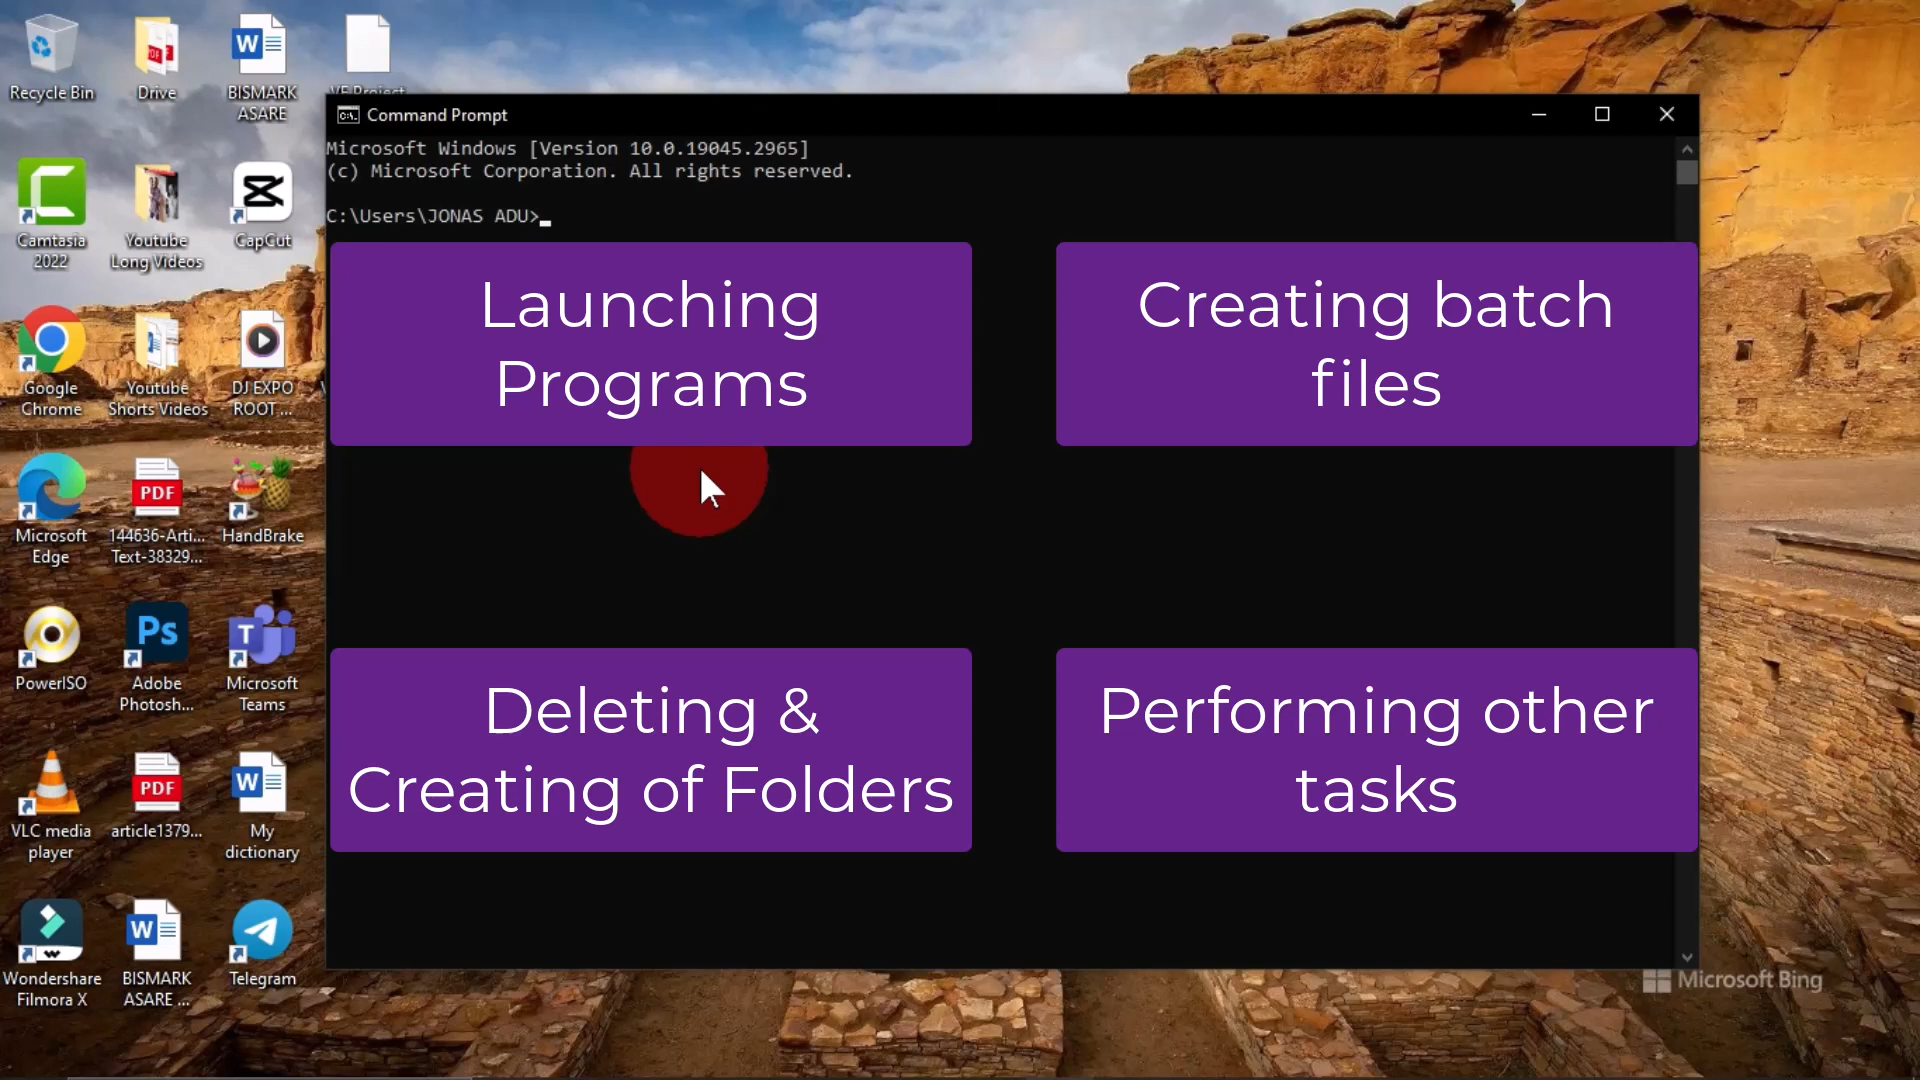 Recycle Bin
Drive
BISMARK
ASARE
VE Project
Camtasia
2022
Youtube
Long Videos
CapCut
Google
Chrome
Youtube
Shorts Videos
DJ EXPO
ROOT ...
Microsoft
Edge
PDF
144636-Arti...
Text-38329...
HandBrake
PowerISO
Ps
Adobe
Photosh...
T
Microsoft
Teams
VLC media
player
PDF
article1379...
W
My
dictionary
Wondershare
Filmora X
W
BISMARK
ASARE ...
Telegram
Command Prompt
Microsoft Windows [Version 10.0.19045.2965]
(c) Microsoft Corporation. All rights reserved.
C:\Users\JONAS ADU>
Launching
Programs
Creating batch
files
Deleting &
Creating of Folders
Performing other
tasks
Microsoft Bing